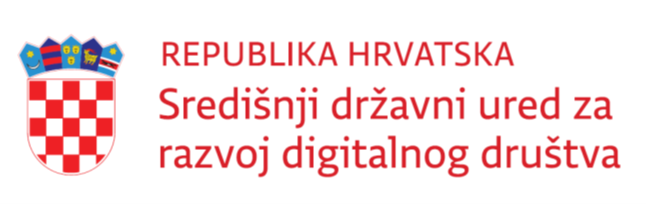 REPUBLIKA HRVATSKA
Središnji državni ured za
razvoj digitalnog društva